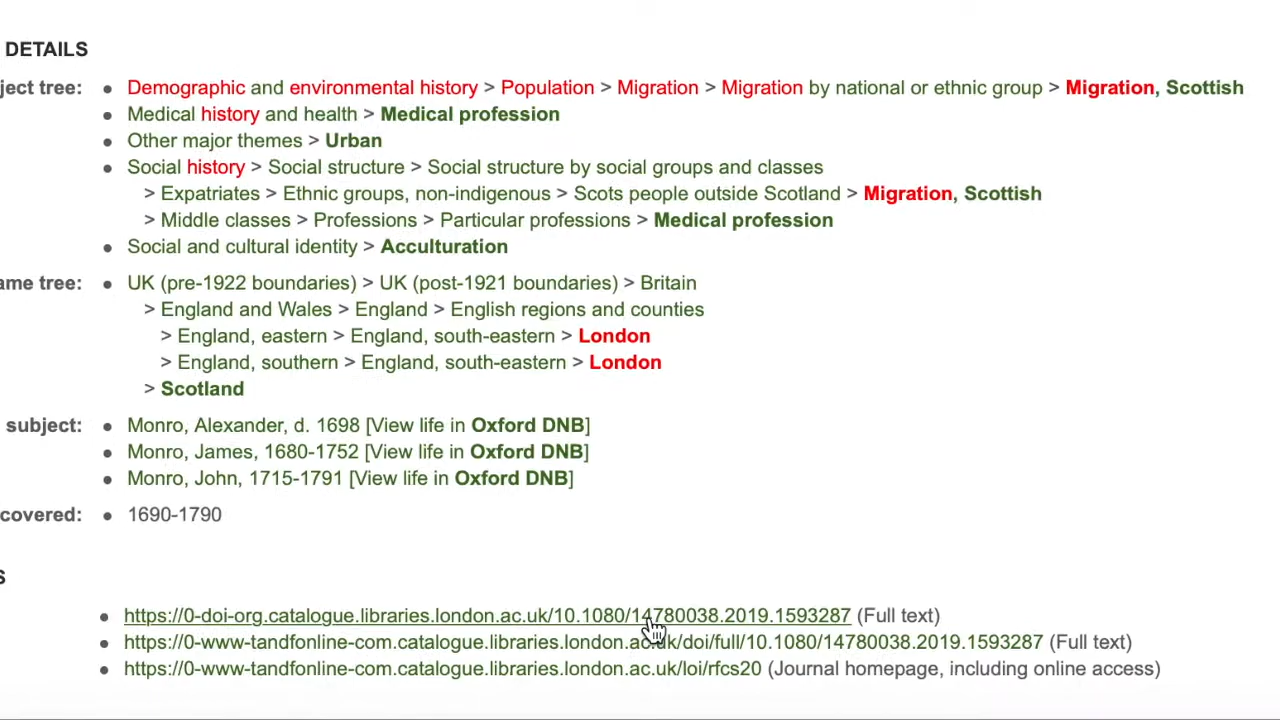 DETAILS
ject tree: • Demographic and environmental history > Population > Migration > Migration by national or ethnic group > Migration, Scottish
• Medical history and health > Medical profession
• Other major themes > Urban
• Social history > Social structure > Social structure by social groups and classes
> Expatriates > Ethnic groups, non-indigenous > Scots people outside Scotland > Migration, Scottish
> Middle classes > Professions > Particular professions > Medical profession
• Social and cultural identity > Acculturation
ame tree: • UK (pre-1922 boundaries) > UK (post-1921 boundaries) > Britain
> England and Wales > England > English regions and counties
> England, eastern > England, south-eastern > London
> England, southern > England, south-eastern > London
> Scotland
subject: • Monro, Alexander, d. 1698 [View life in Oxford DNB]
• Monro, James, 1680-1752 [View life in Oxford DNB]
• Monro, John, 1715-1791 [View life in Oxford DNB]
covered: • 1690-1790
S
• https://0-doi-org.catalogue.libraries.london.ac.uk/10.1080/14780038.2019.1593287 (Full text)
• https://0-www-tandfonline-com.catalogue.libraries.london.ac.uk/doi/full/10.1080/14780038.2019.1593287 (Full text)
• https://0-www-tandfonline-com.catalogue.libraries.london.ac.uk/loi/rfcs20 (Journal homepage, including online access)